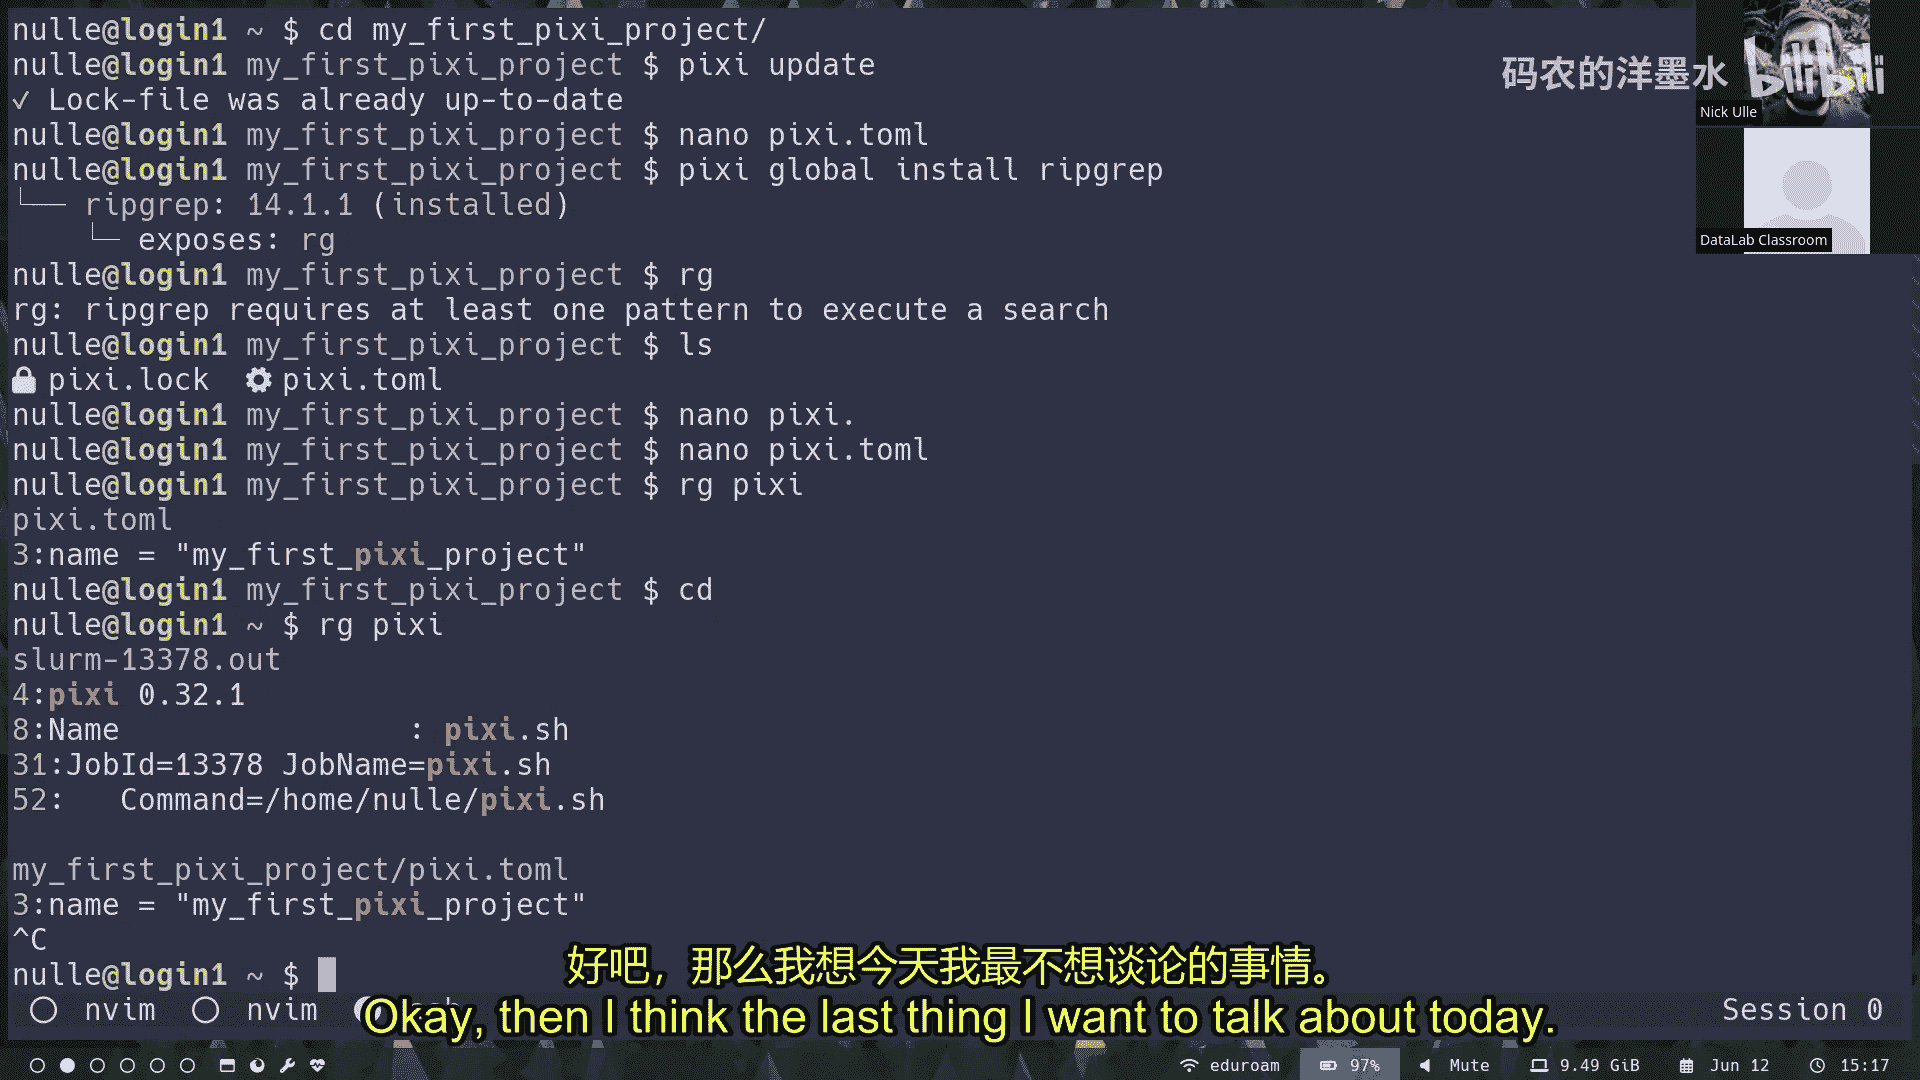 nulle@login1 ~ $ cd my_first_pixi_project/
nulle@login1 my_first_pixi_project $ pixi update
✓ Lock-file was already up-to-date
nulle@login1 my_first_pixi_project $ nano pixi.toml
nulle@login1 my_first_pixi_project $ pixi global install ripgrep
└── ripgrep: 14.1.1 (installed)
└─ exposes: rg
nulle@login1 my_first_pixi_project $ rg
rg: ripgrep requires at least one pattern to execute a search
nulle@login1 my_first_pixi_project $ ls
pixi.lock pixi.toml
nulle@login1 my_first_pixi_project $ nano pixi.
nulle@login1 my_first_pixi_project $ nano pixi.toml
nulle@login1 my_first_pixi_project $ rg pixi
pixi.toml
3:name = "my_first_pixi_project"
nulle@login1 my_first_pixi_project $ cd
nulle@login1 ~ $ rg pixi
slurm-13378.out
4:pixi 0.32.1
8:Name : pixi.sh
31:JobId=13378 JobName=pixi.sh
52: Command=/home/nulle/pixi.sh
my_first_pixi_project/pixi.toml
3:name = "my_first_pixi_project"
^C
nulle@login1 ~ $
码农的洋墨水 bilibili
Nick Ulle
DataLab Classroom
好吧，那么我想今天我最不想谈论的事情。
Okay, then I think the last thing I want to talk about today.
nvim nvim
Session 0
eduroam 97% Mute 9.49 GiB Jun 12 15:17